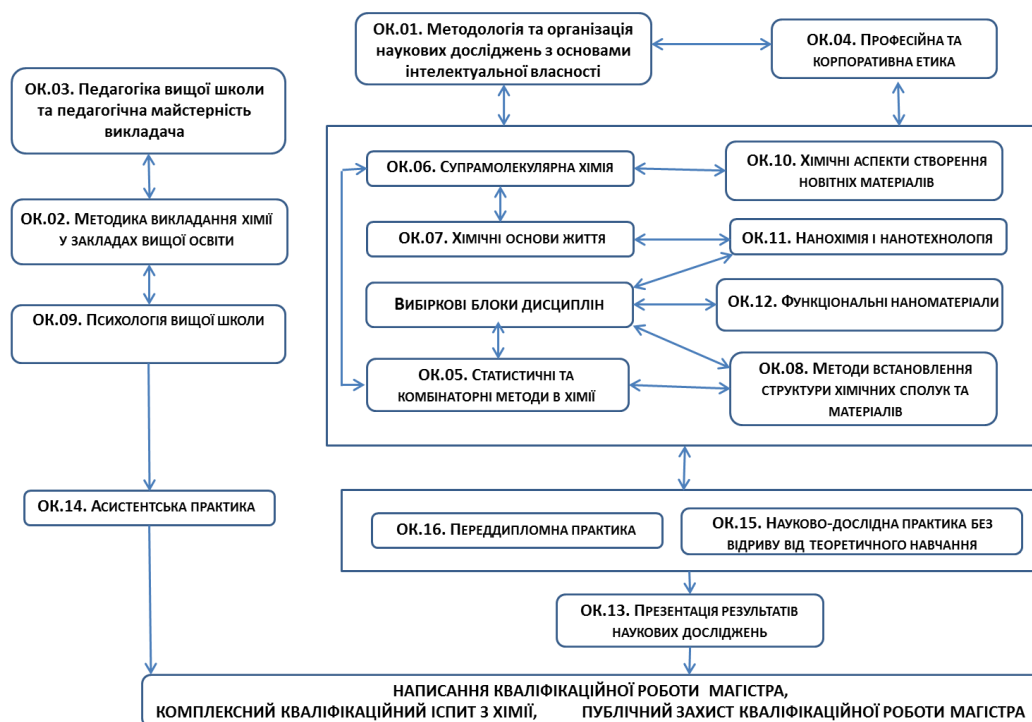 ОК.01. Методологія та організація
наукових досліджень з основами
інтелектуальної власності
ОК.04. Професійна та
корпоративна етика
ОК.03. Педагогіка вищої школи
та педагогічна майстерність
викладача
ОК.06. Супрамолекулярна хімія
ОК.10. Хімічні аспекти створення
новітніх матеріалів
ОК.02. Методика викладання хімії
у закладах вищої освіти
ОК.07. Хімічні основи життя
ОК.11. Нанохімія і нанотехнологія
Вибіркові блоки дисциплін
ОК.12. Функціональні наноматеріали
ОК.09. Психологія вищої школи
ОК.05. Статистичні та
комбінаторні методи в хімії
ОК.08. Методи встановлення
структури хімічних сполук та
матеріалів
ОК.14. Асистентська практика
ОК.16. Переддипломна практика
ОК.15. Науково-дослідна практика без
відриву від теоретичного навчання
ОК.13. Презентація результатів
наукових досліджень
НАПИСАННЯ КВАЛІФІКАЦІЙНОЇ РОБОТИ МАГІСТРА,
КОМПЛЕКСНИЙ КВАЛІФІКАЦІЙНИЙ ІСПИТ З ХІМІЇ, ПУБЛІЧНИЙ ЗАХИСТ КВАЛІФІКАЦІЙНОЇ РОБОТИ МАГІСТРА